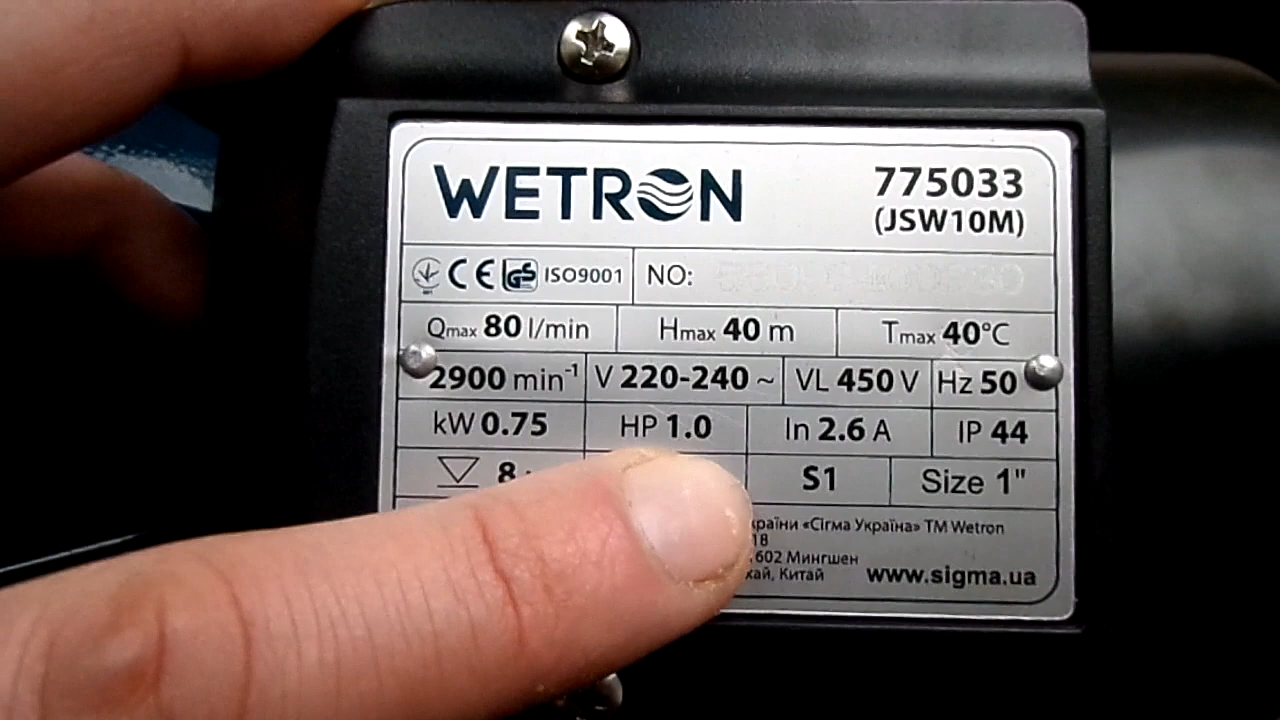 WETRON
775033
(JSW10M)
CE GS ISO9001
NO:
Qmax 80 l/min
Hmax 40 m
Tmax 40°C
2900 min⁻¹
V 220-240 ~
VL 450 V
Hz 50
kW 0.75
HP 1.0
In 2.6 A
IP 44
8
S1
Size 1"
«Сігма Україна» ТМ Wetron
18
602 Мингшен
Китай
www.sigma.ua